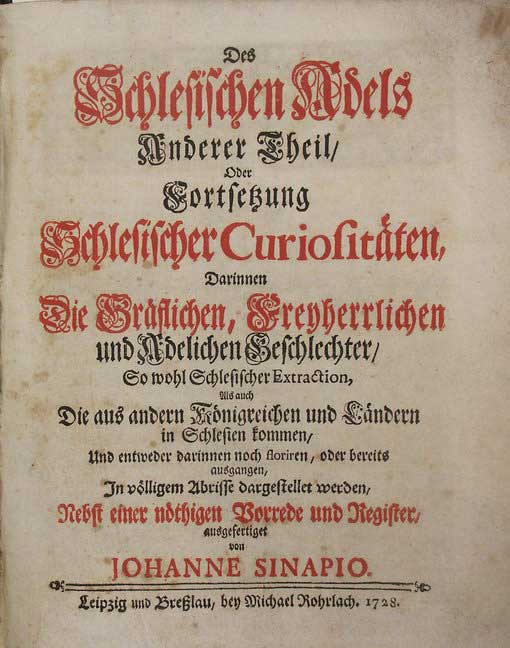 Des
Schlesischen Adels
Anderer Theil/
Oder
Fortsetzung
Schlesischer Curiositäten,
Darinnen
Die Gräflichen, Freyherrlichen
und Adelichen Geschlechter/
So wohl Schlesischer Extraction,
Als auch
Die aus andern Königreichen und Ländern
in Schlesien kommen/
Und entweder darinnen noch floriren, oder bereits
ausgangen/
In völligem Abrisse dargestellet werden/
Nebst einer nöthigen Vorrede und Register/
ausgefertiget
von
JOHANNE SINAPIO.
Leipzig und Breßlau/ bey Michael Rohrlach. 1728.